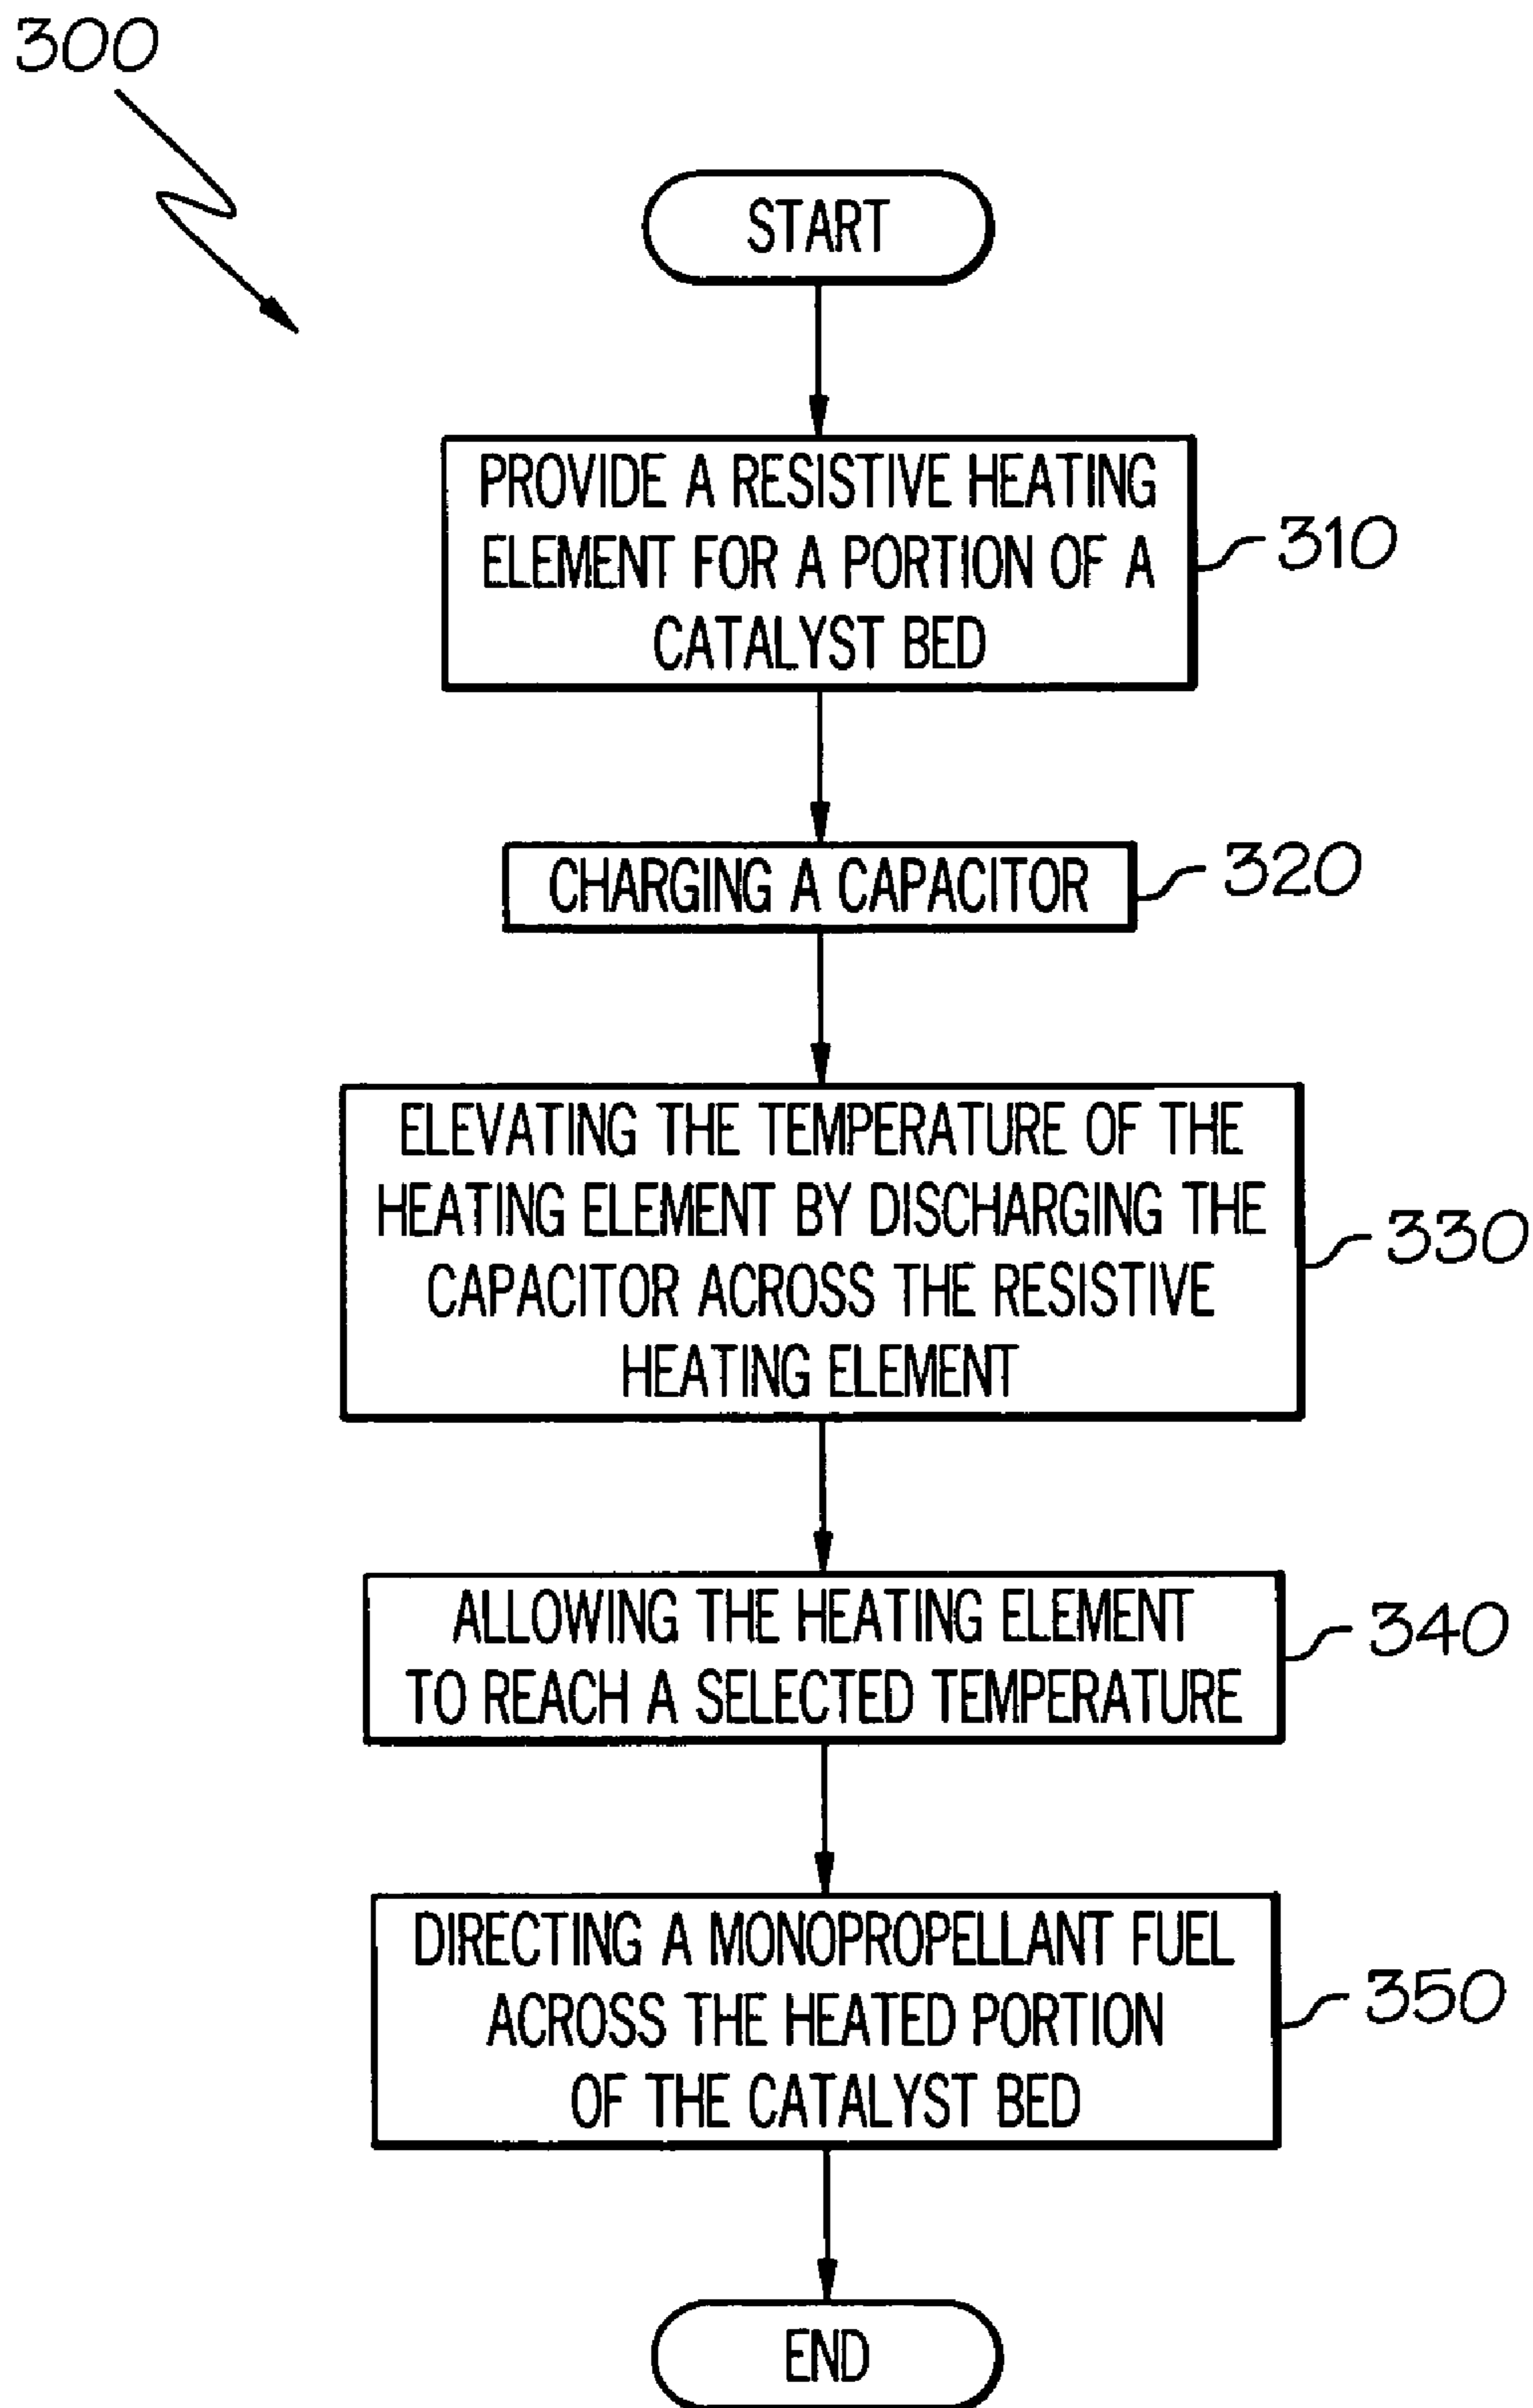 300
START
PROVIDE A RESISTIVE HEATING
ELEMENT FOR A PORTION OF A
CATALYST BED
310
CHARGING A CAPACITOR
320
ELEVATING THE TEMPERATURE OF THE
HEATING ELEMENT BY DISCHARGING THE
CAPACITOR ACROSS THE RESISTIVE
HEATING ELEMENT
330
ALLOWING THE HEATING ELEMENT
TO REACH A SELECTED TEMPERATURE
340
DIRECTING A MONOPROPELLANT FUEL
ACROSS THE HEATED PORTION
OF THE CATALYST BED
350
END